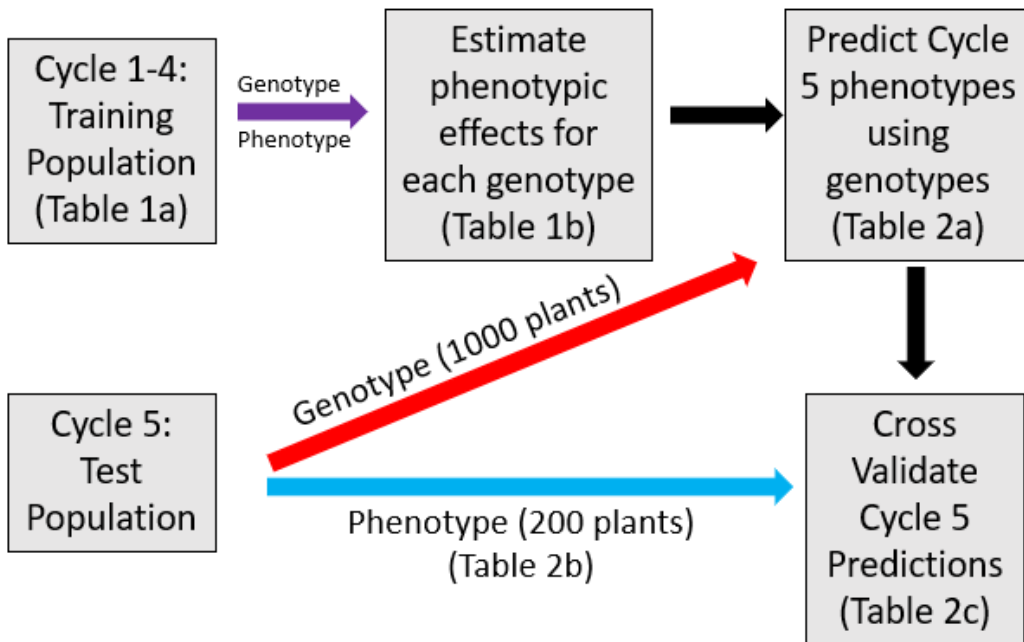 Cycle 1-4:
Training
Population
(Table 1a)
Genotype
Phenotype
Estimate
phenotypic
effects for
each genotype
(Table 1b)
Predict Cycle
5 phenotypes
using
genotypes
(Table 2a)
Genotype (1000 plants)
Cycle 5:
Test
Population
Phenotype (200 plants)
(Table 2b)
Cross
Validate
Cycle 5
Predictions
(Table 2c)